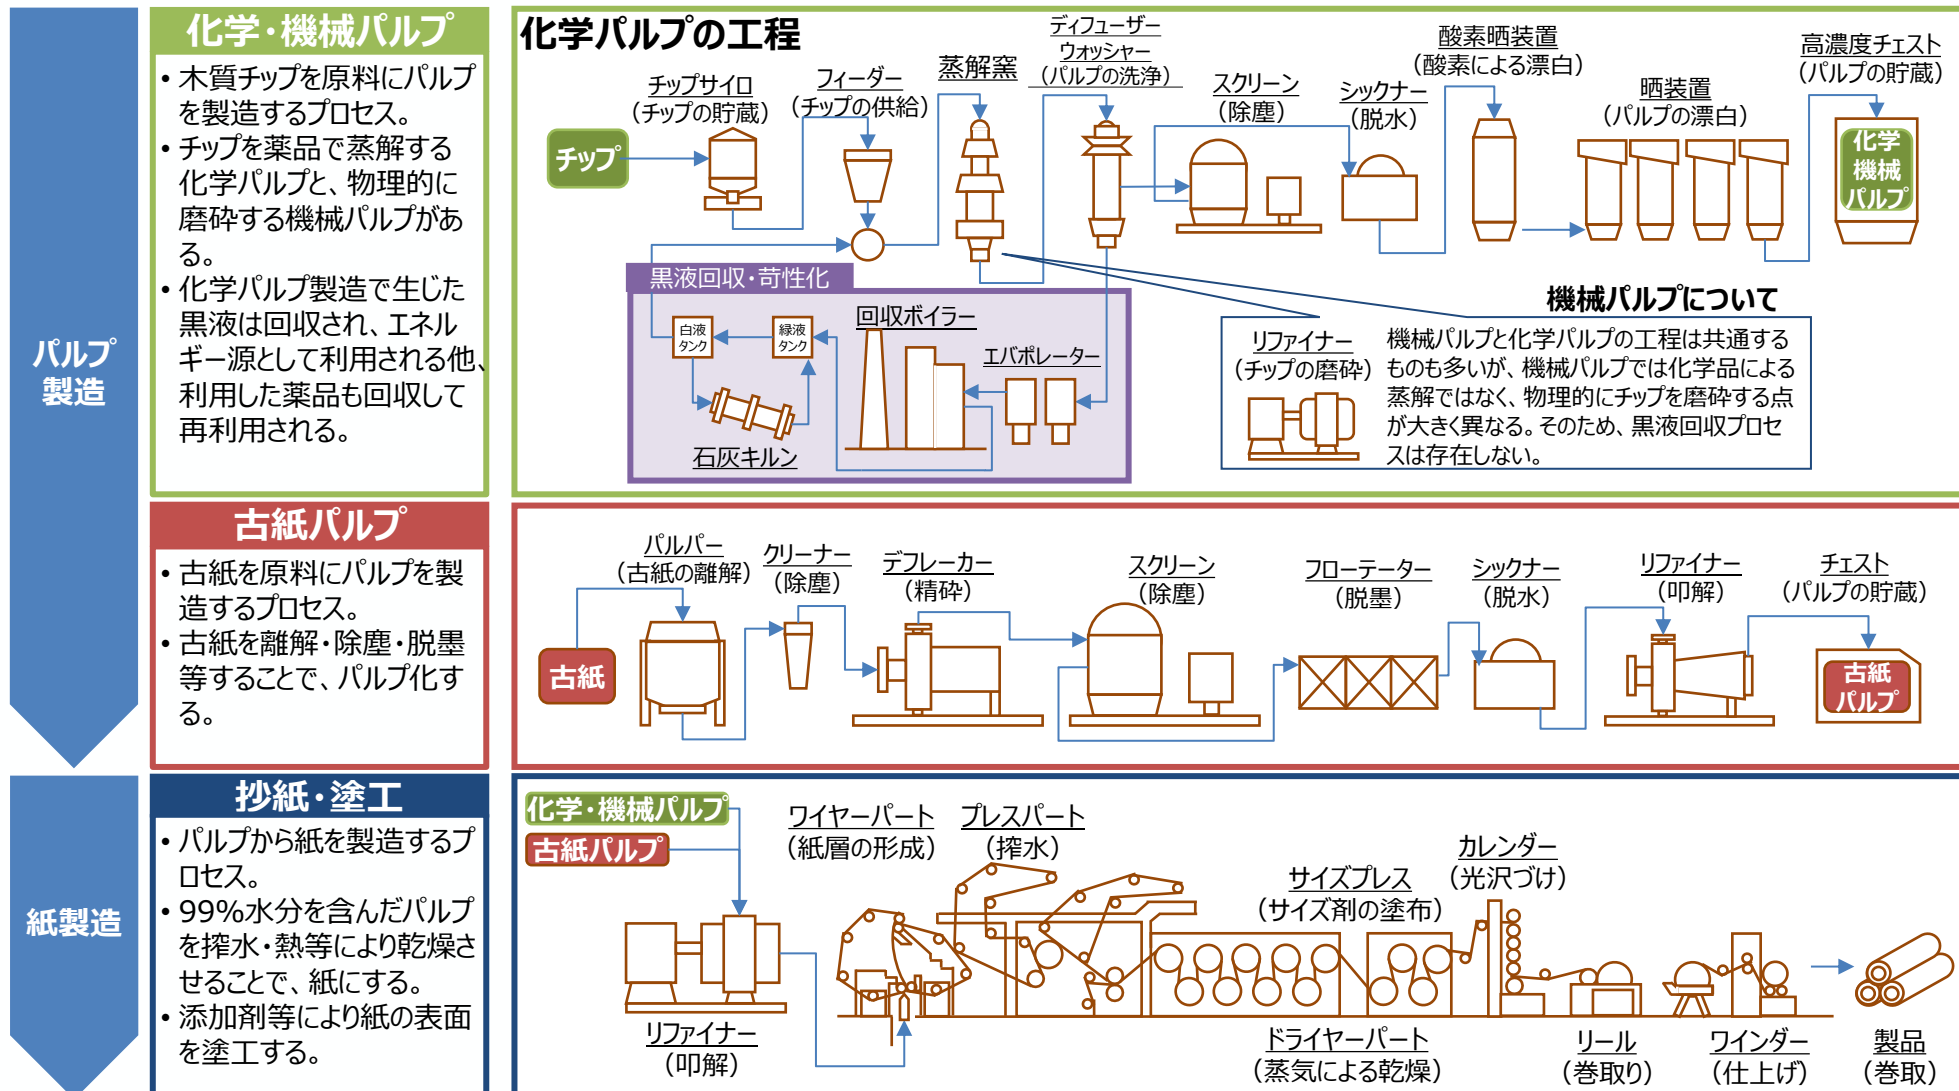 パルプ
製造
化学・機械パルプ
• 木質チップを原料にパルプ
を製造するプロセス。
• チップを薬品で蒸解する
化学パルプと、物理的に
磨砕する機械パルプがあ
る。
• 化学パルプ製造で生じた
黒液は回収され、エネル
ギー源として利用される他、
利用した薬品も回収して
再利用される。
化学パルプの工程
チップ
チップサイロ
(チップの貯蔵)
フィーダー
(チップの供給)
蒸解窯
ディフューザー
ウォッシャー
(パルプの洗浄)
スクリーン
(除塵)
シックナー
(脱水)
酸素晒装置
(酸素による漂白)
晒装置
(パルプの漂白)
高濃度チェスト
(パルプの貯蔵)
化学
機械
パルプ
黒液回収・苛性化
白液
タンク
緑液
タンク
回収ボイラー
エバポレーター
石灰キルン
機械パルプについて
リファイナー
(チップの磨砕)
機械パルプと化学パルプの工程は共通する
ものも多いが、機械パルプでは化学品による
蒸解ではなく、物理的にチップを磨砕する点
が大きく異なる。そのため、黒液回収プロセ
スは存在しない。
古紙パルプ
• 古紙を原料にパルプを製
造するプロセス。
• 古紙を離解・除塵・脱墨
等することで、パルプ化す
る。
古紙
パルパー
(古紙の離解)
クリーナー
(除塵)
デフレーカー
(精砕)
スクリーン
(除塵)
フローテーター
(脱墨)
シックナー
(脱水)
リファイナー
(叩解)
チェスト
(パルプの貯蔵)
古紙
パルプ
紙製造
抄紙・塗工
• パルプから紙を製造するプ
ロセス。
• 99%水分を含んだパルプ
を搾水・熱等により乾燥さ
せることで、紙にする。
• 添加剤等により紙の表面
を塗工する。
化学・機械パルプ
古紙パルプ
リファイナー
(叩解)
ワイヤーパート
(紙層の形成)
プレスパート
(搾水)
サイズプレス
(サイズ剤の塗布)
カレンダー
(光沢づけ)
ドライヤーパート
(蒸気による乾燥)
リール
(巻取り)
ワインダー
(仕上げ)
製品
(巻取)